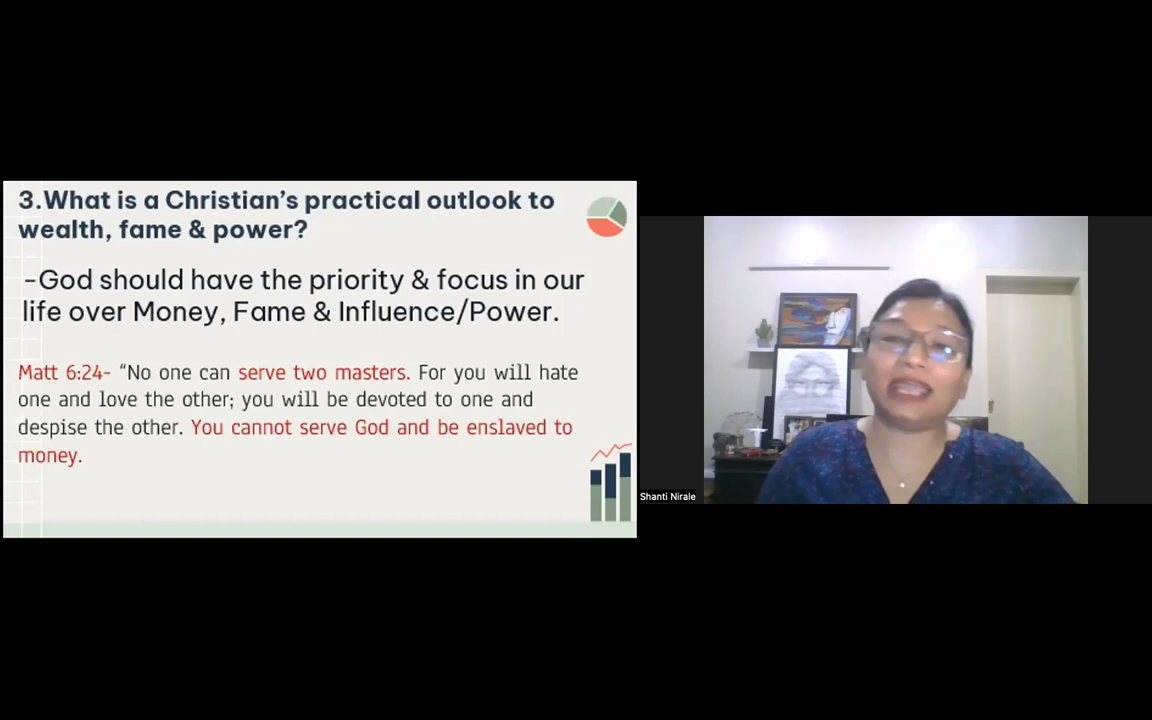 3.What is a Christian's practical outlook to
wealth, fame & power?
-God should have the priority & focus in our
life over Money, Fame & Influence/Power.
Matt 6:24- “No one can serve two masters. For you will hate
one and love the other; you will be devoted to one and
despise the other. You cannot serve God and be enslaved to
money.
Shanti Nirale